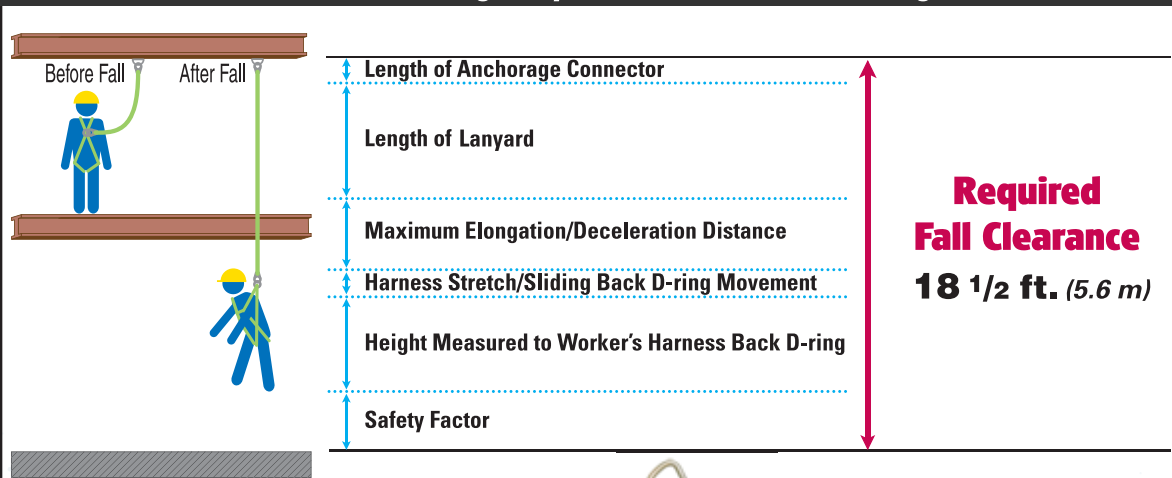 Before Fall
After Fall
Length of Anchorage Connector
Length of Lanyard
Maximum Elongation/Deceleration Distance
Harness Stretch/Sliding Back D-ring Movement
Height Measured to Worker's Harness Back D-ring
Safety Factor
Required
Fall Clearance
18 1/2 ft. (5.6 m)